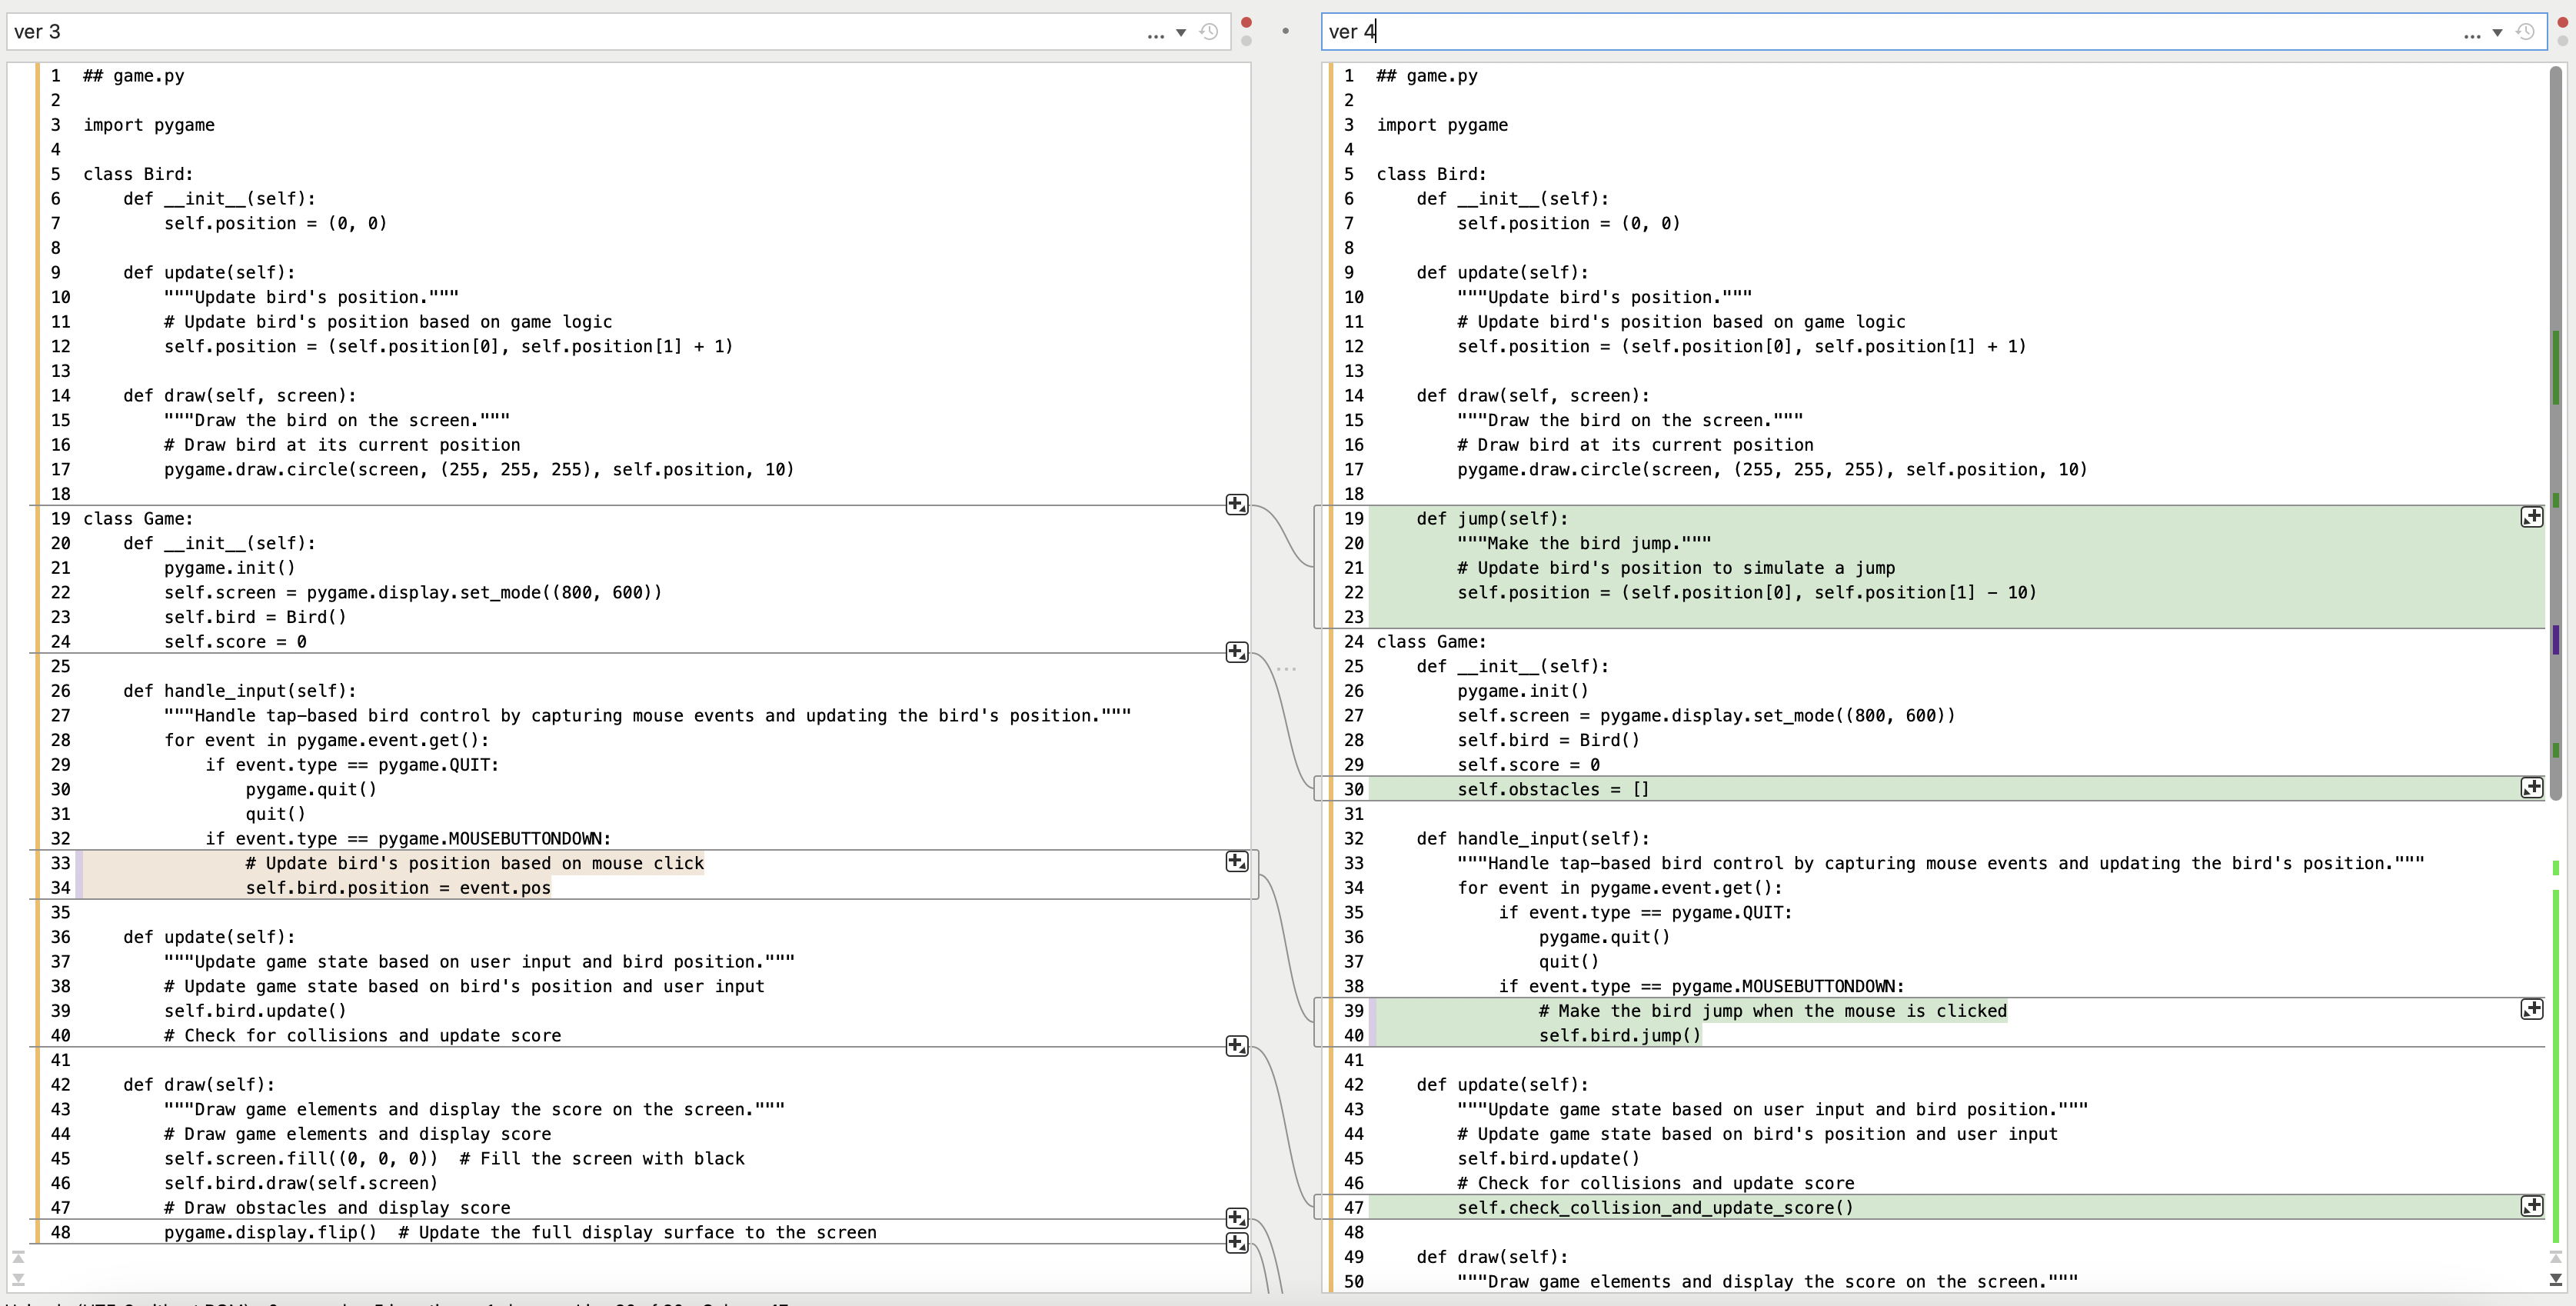 ver 3
1 ## game.py
2
3 import pygame
4
5 class Bird:
6     def __init__(self):
7         self.position = (0, 0)
8
9     def update(self):
10         """Update bird's position."""
11         # Update bird's position based on game logic
12         self.position = (self.position[0], self.position[1] + 1)
13
14     def draw(self, screen):
15         """Draw the bird on the screen."""
16         # Draw bird at its current position
17         pygame.draw.circle(screen, (255, 255, 255), self.position, 10)
18
19 class Game:
20     def __init__(self):
21         pygame.init()
22         self.screen = pygame.display.set_mode((800, 600))
23         self.bird = Bird()
24         self.score = 0
25
26     def handle_input(self):
27         """Handle tap-based bird control by capturing mouse events and updating the bird's position."""
28         for event in pygame.event.get():
29             if event.type == pygame.QUIT:
30                 pygame.quit()
31                 quit()
32             if event.type == pygame.MOUSEBUTTONDOWN:
33                 # Update bird's position based on mouse click
34                 self.bird.position = event.pos
35
36     def update(self):
37         """Update game state based on user input and bird position."""
38         # Update game state based on bird's position and user input
39         self.bird.update()
40         # Check for collisions and update score
41
42     def draw(self):
43         """Draw game elements and display the score on the screen."""
44         # Draw game elements and display score
45         self.screen.fill((0, 0, 0))  # Fill the screen with black
46         self.bird.draw(self.screen)
47         # Draw obstacles and display score
48         pygame.display.flip()  # Update the full display surface to the screen
ver 4
1 ## game.py
2
3 import pygame
4
5 class Bird:
6     def __init__(self):
7         self.position = (0, 0)
8
9     def update(self):
10         """Update bird's position."""
11         # Update bird's position based on game logic
12         self.position = (self.position[0], self.position[1] + 1)
13
14     def draw(self, screen):
15         """Draw the bird on the screen."""
16         # Draw bird at its current position
17         pygame.draw.circle(screen, (255, 255, 255), self.position, 10)
18
19     def jump(self):
20         """Make the bird jump."""
21         # Update bird's position to simulate a jump
22         self.position = (self.position[0], self.position[1] - 10)
23
24 class Game:
25     def __init__(self):
26         pygame.init()
27         self.screen = pygame.display.set_mode((800, 600))
28         self.bird = Bird()
29         self.score = 0
30         self.obstacles = []
31
32     def handle_input(self):
33         """Handle tap-based bird control by capturing mouse events and updating the bird's position."""
34         for event in pygame.event.get():
35             if event.type == pygame.QUIT:
36                 pygame.quit()
37                 quit()
38             if event.type == pygame.MOUSEBUTTONDOWN:
39                 # Make the bird jump when the mouse is clicked
40                 self.bird.jump()
41
42     def update(self):
43         """Update game state based on user input and bird position."""
44         # Update game state based on bird's position and user input
45         self.bird.update()
46         # Check for collisions and update score
47         self.check_collision_and_update_score()
48
49     def draw(self):
50         """Draw game elements and display the score on the screen."""